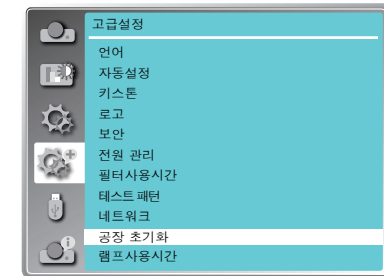 고급설정
언어
자동설정
키스톤
로고
보안
전원 관리
필터사용시간
테스트 패턴
네트워크
공장 초기화
램프사용시간